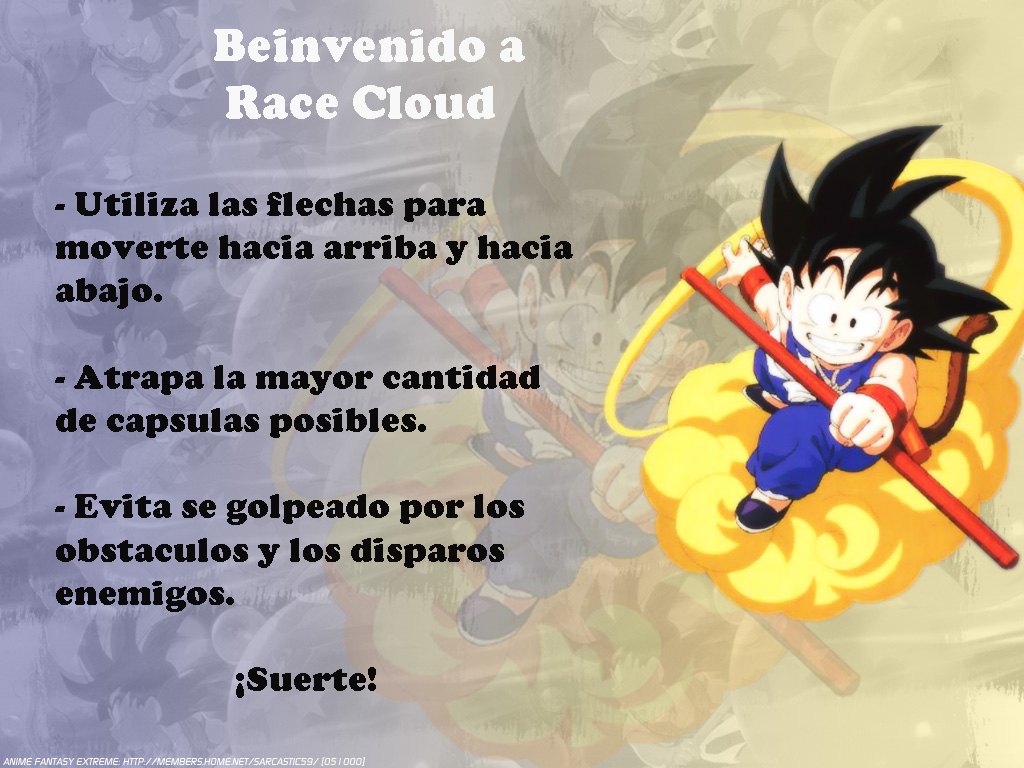 Beinvenido a
Race Cloud
- Utiliza las flechas para
moverte hacia arriba y hacia
abajo.
- Atrapa la mayor cantidad
de capsulas posibles.
- Evita se golpeado por los
obstaculos y los disparos
enemigos.
¡Suerte!
ANIME FANTASY EXTREME: HTTP://MEMBERS.HOME.NET/SARCASTIC59/ [051000]